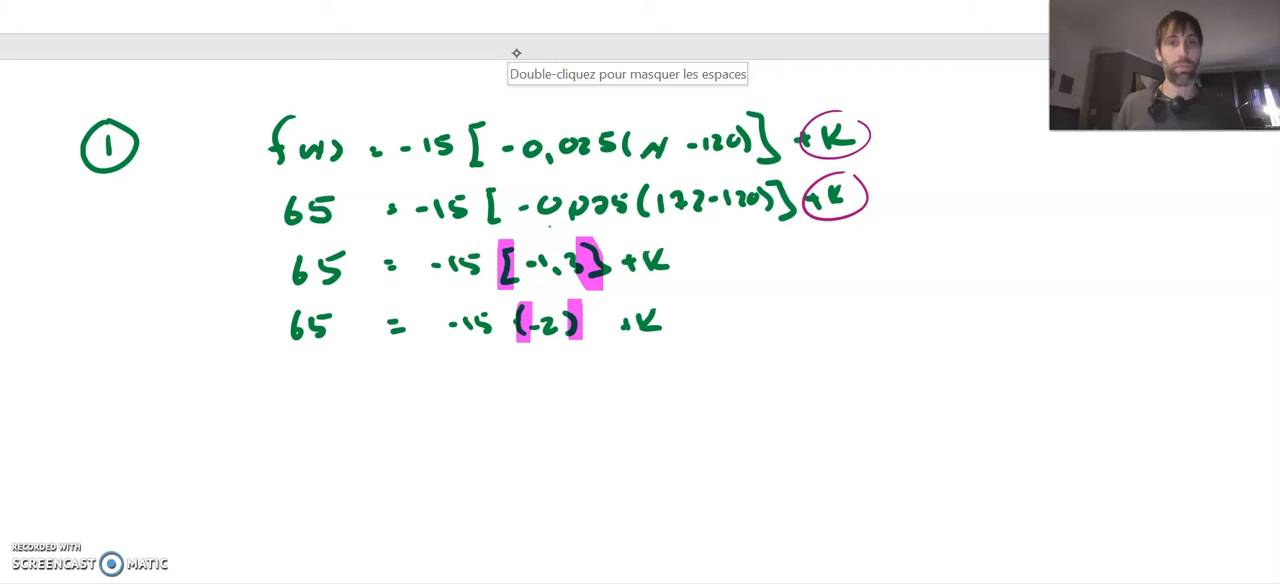 Double-cliquez pour masquer les espaces
1
f(n) = -15 [ -0,025 ( N - 120) ] + K
65 = -15 [ -0,025 (172-120) ] + K
65 = -15 [ -1,3 ] + K
65 = -15 (-2) + K
RECORDED WITH
SCREENCAST MATIC